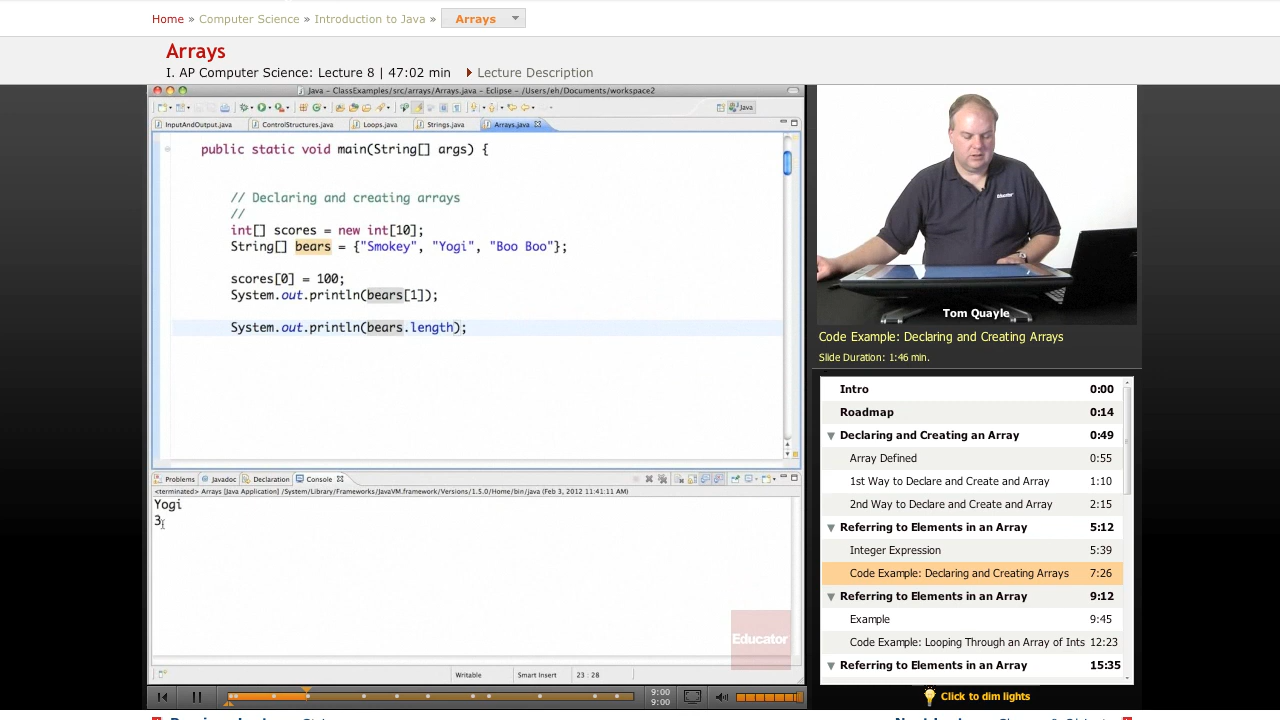 Home » Computer Science » Introduction to Java » Arrays
Arrays
I. AP Computer Science: Lecture 8 | 47:02 min Lecture Description
Java – ClassExamples/src/arrays/Arrays.java – Eclipse – /Users/eh/Documents/workspace2
Java
InputAndOutput.java ControlStructures.java Loops.java Strings.java Arrays.java
public static void main(String[] args) {
// Declaring and creating arrays
//
int[] scores = new int[10];
String[] bears = {"Smokey", "Yogi", "Boo Boo"};
scores[0] = 100;
System.out.println(bears[1]);
System.out.println(bears.length);
Problems Javadoc Declaration Console
<terminated> Arrays [Java Application] /System/Library/Frameworks/JavaVM.framework/Versions/1.5.0/Home/bin/java (Feb 3, 2012 11:41:11 AM)
Yogi
3
Educator
Writable Smart Insert 23 : 28
9:00
9:00
Educator
Tom Quayle
Code Example: Declaring and Creating Arrays
Slide Duration: 1:46 min.
Intro 0:00
Roadmap 0:14
Declaring and Creating an Array 0:49
Array Defined 0:55
1st Way to Declare and Create and Array 1:10
2nd Way to Declare and Create and Array 2:15
Referring to Elements in an Array 5:12
Integer Expression 5:39
Code Example: Declaring and Creating Arrays 7:26
Referring to Elements in an Array 9:12
Example 9:45
Code Example: Looping Through an Array of Ints 12:23
Referring to Elements in an Array 15:35
Click to dim lights